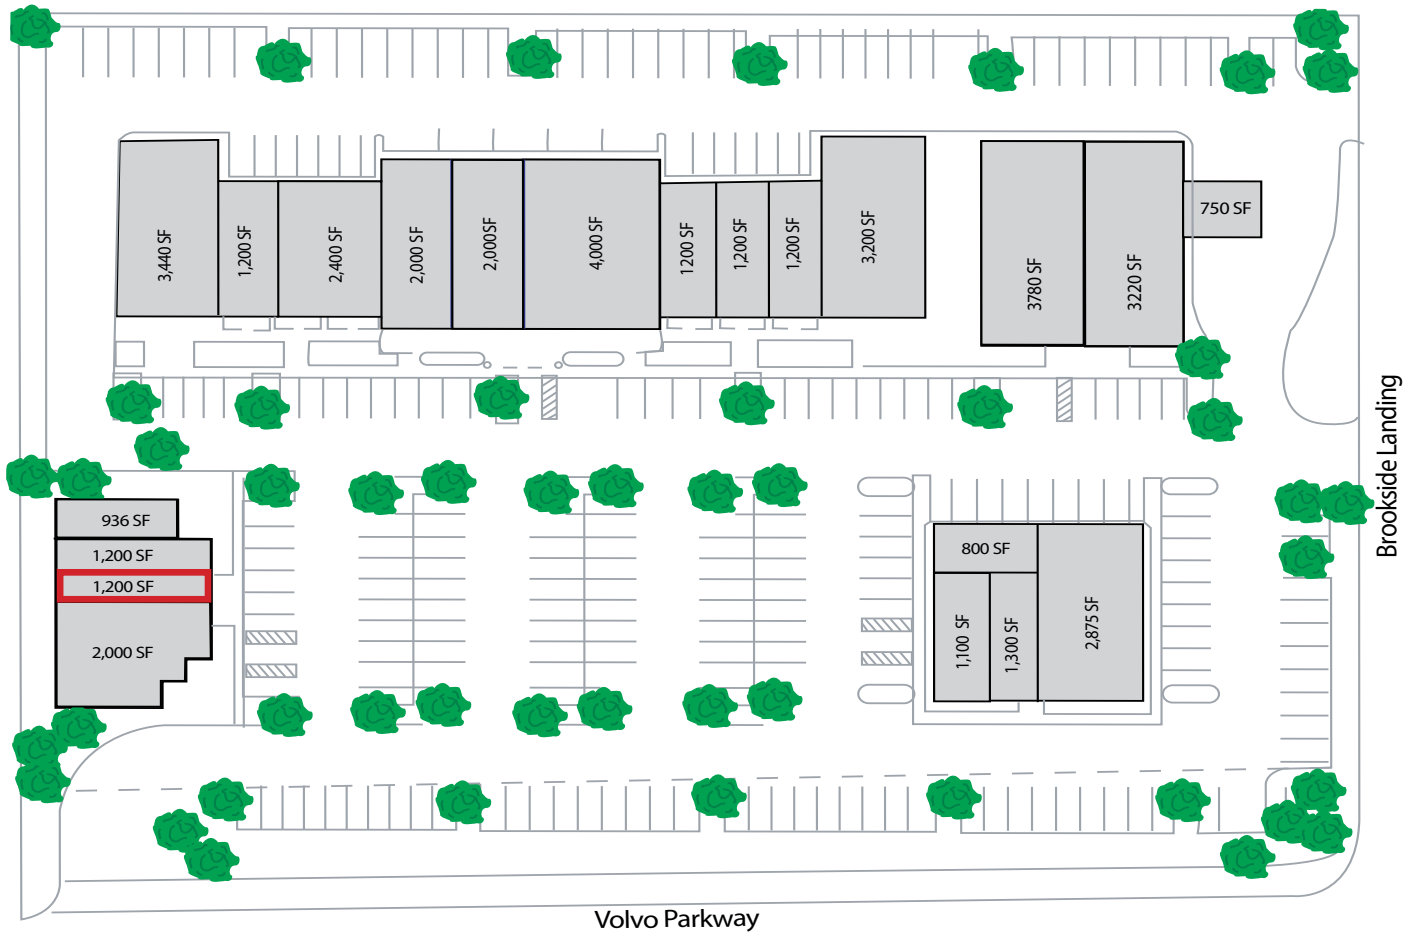 3,440 SF
1,200 SF
2,400 SF
2,000 SF
2,000SF
4,000 SF
1200 SF
1,200 SF
1,200 SF
3,200 SF
3780 SF
3220 SF
750 SF
Brookside Landing
936 SF
1,200 SF
1,200 SF
2,000 SF
800 SF
1,100 SF
1,300 SF
2,875 SF
Volvo Parkway